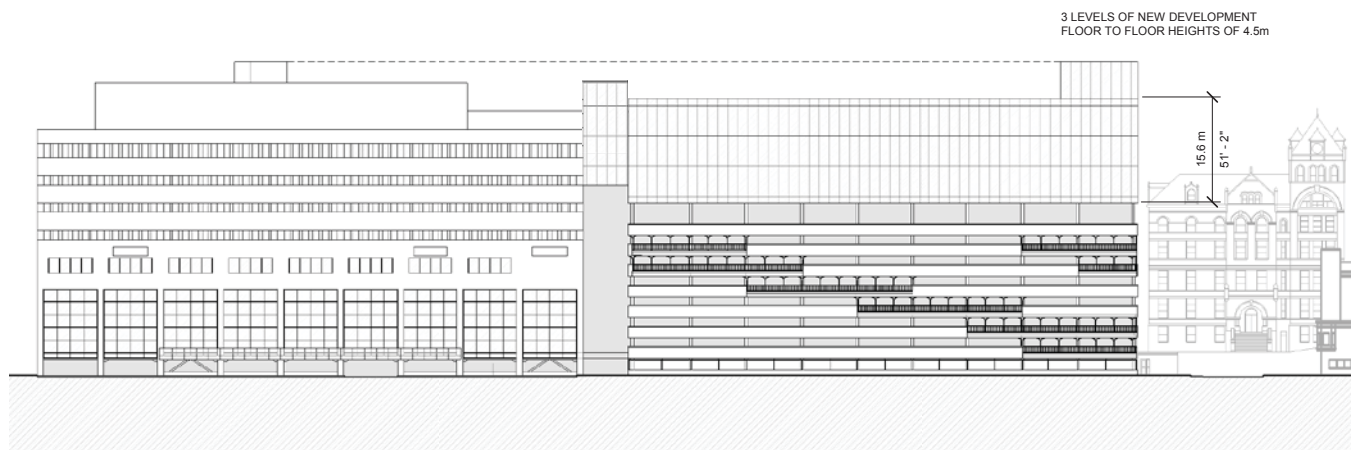 3 LEVELS OF NEW DEVELOPMENT
FLOOR TO FLOOR HEIGHTS OF 4.5m
15.6 m
51' - 2"